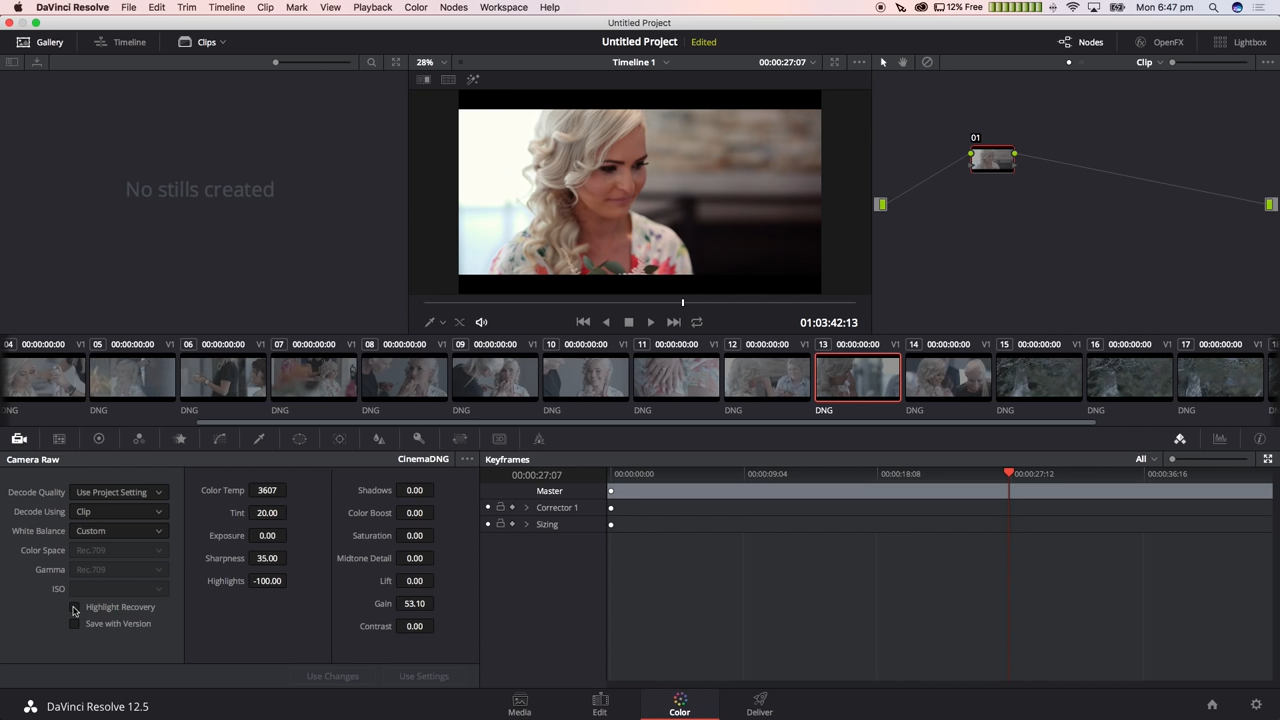 DaVinci Resolve File Edit Trim Timeline Clip Mark View Playback Color Nodes Workspace Help 12% Free Mon 6:47 pm
Untitled Project
Gallery Timeline Clips Untitled Project Edited Nodes OpenFX Lightbox
28% Timeline 1 00:00:27:07 Clip
01
No stills created
01:03:42:13
04 00:00:00:00 V1 05 00:00:00:00 V1 06 00:00:00:00 V1 07 00:00:00:00 V1 08 00:00:00:00 V1 09 00:00:00:00 V1 10 00:00:00:00 V1 11 00:00:00:00 V1 12 00:00:00:00 V1 13 00:00:00:00 V1 14 00:00:00:00 V1 15 00:00:00:00 V1 16 00:00:00:00 V1 17 00:00:00:00 V1
DNG DNG DNG DNG DNG DNG DNG DNG DNG DNG DNG DNG DNG DNG
Camera Raw CinemaDNG Keyframes All
00:00:27:07 00:00:00:00 00:00:09:04 00:00:18:08 00:00:27:12 00:00:36:16
Decode Quality Use Project Setting Color Temp 3607 Shadows 0.00 Master
Decode Using Clip Tint 20.00 Color Boost 0.00 Corrector 1
White Balance Custom Exposure 0.00 Saturation 0.00 Sizing
Color Space Rec.709 Sharpness 35.00 Midtone Detail 0.00
Gamma Rec.709 Highlights -100.00 Lift 0.00
ISO Gain 53.10
Highlight Recovery Contrast 0.00
Save with Version
Use Changes Use Settings
DaVinci Resolve 12.5 Media Edit Color Deliver